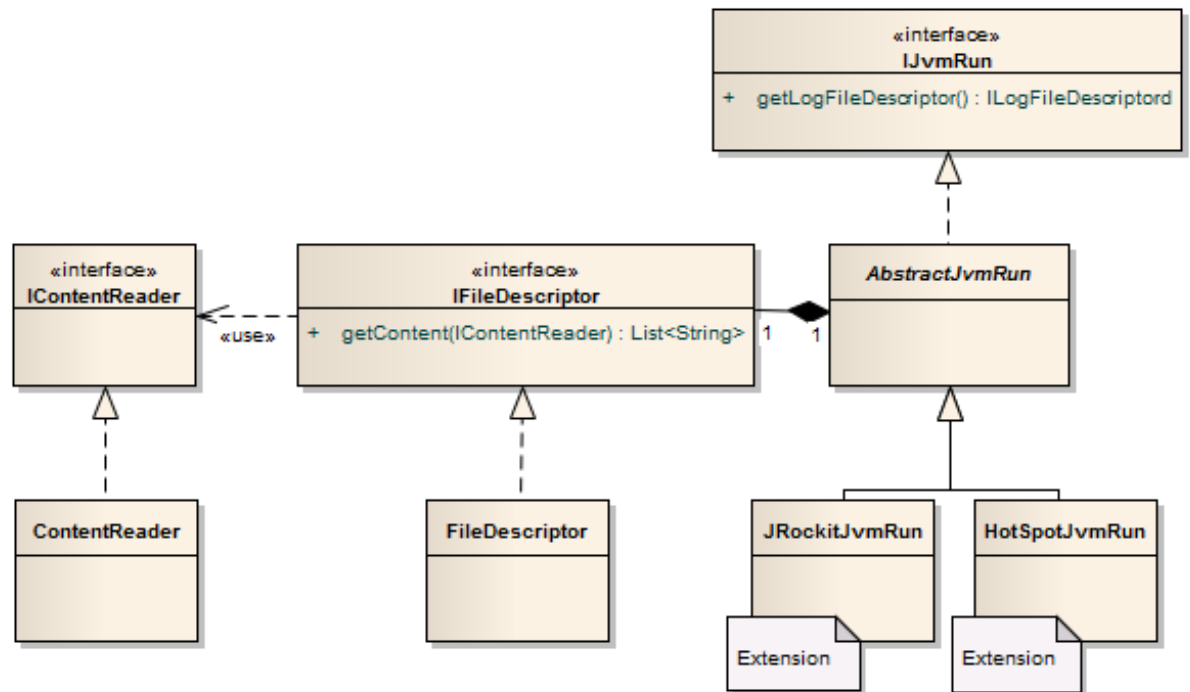 «interface»
IJvmRun
+ getLogFileDescriptor() : ILogFileDescriptord
«interface»
IContentReader
«use»
«interface»
IFileDescriptor
+ getContent(IContentReader) : List<String>
1
1
AbstractJvmRun
ContentReader
FileDescriptor
JRockitJvmRun
HotSpotJvmRun
Extension
Extension